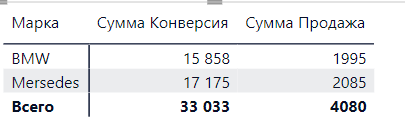 Марка Сумма Конверсия Сумма Продажа
BMW 15 858 1995
Mersedes 17 175 2085
Всего 33 033 4080